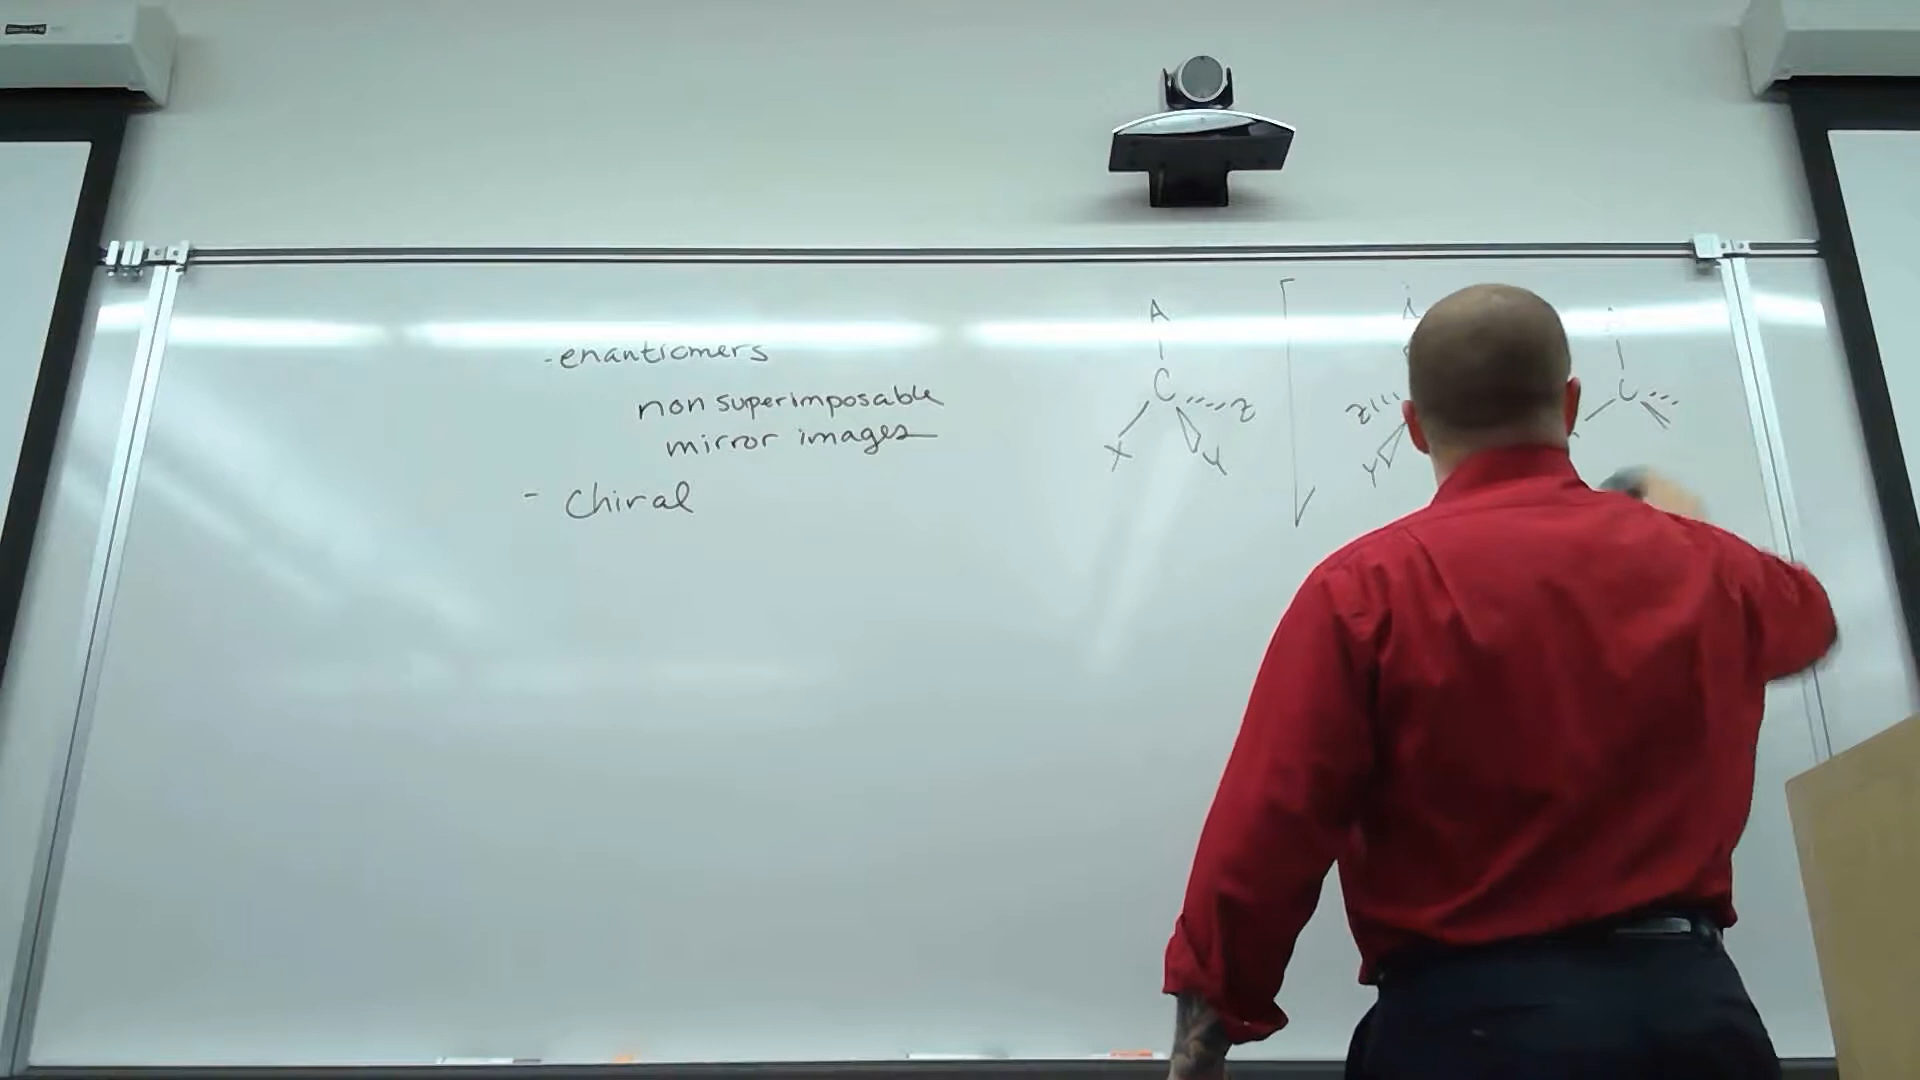 - enantiomers
non superimposable
mirror images
- Chiral
A
C
Z
X
Y
Z
Y
C